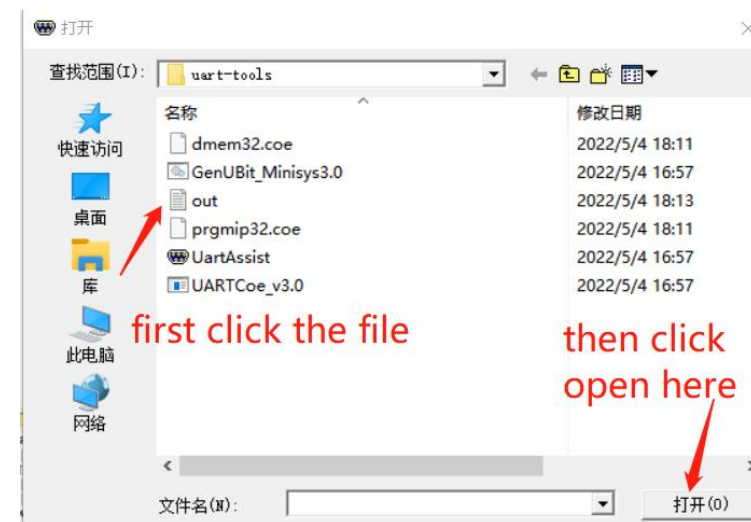 打开
查找范围(I):
uart-tools
名称
修改日期
快速访问
桌面
库
此电脑
网络
dmem32.coe 2022/5/4 18:11
GenUBit_Minisys3.0 2022/5/4 16:57
out 2022/5/4 18:13
prgmip32.coe 2022/5/4 18:11
UartAssist 2022/5/4 16:57
UARTCoe_v3.0 2022/5/4 16:57
first click the file
then click
open here
文件名(N):
打开(O)